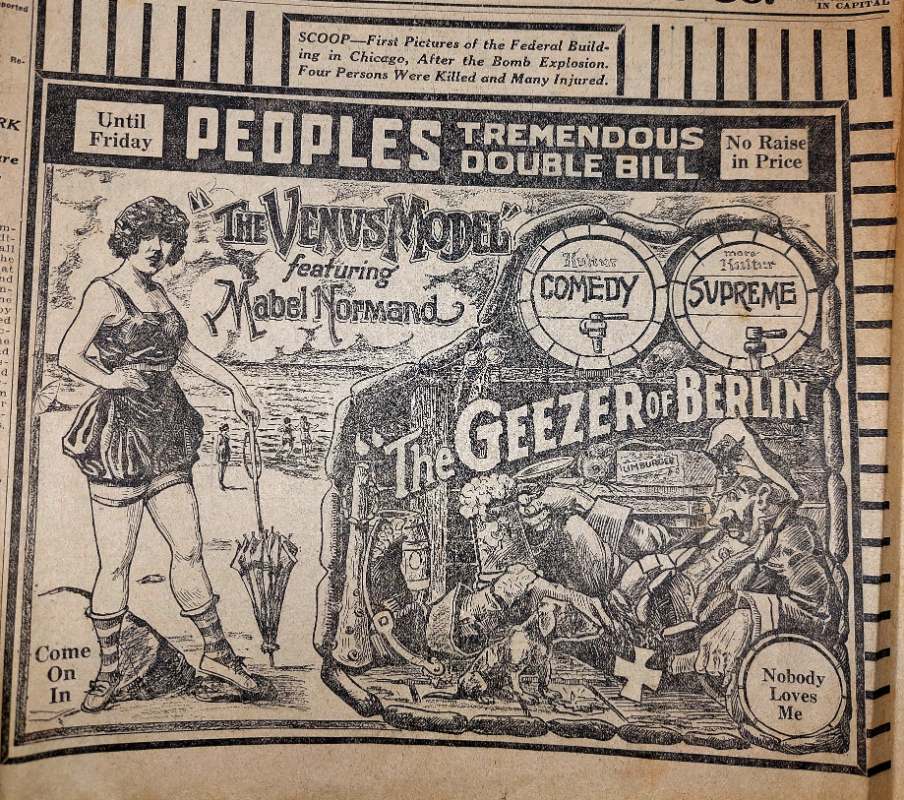 IN CAPITAL
SCOOP—First Pictures of the Federal Build-
ing in Chicago, After the Bomb Explosion.
Four Persons Were Killed and Many Injured.
Until
Friday
PEOPLES
TREMENDOUS
DOUBLE BILL
No Raise
in Price
"THE VENUS MODEL"
featuring
Mabel Normand
COMEDY
more
Kultur
SUPREME
The GEEZER OF BERLIN
Come
On
In
Nobody
Loves
Me